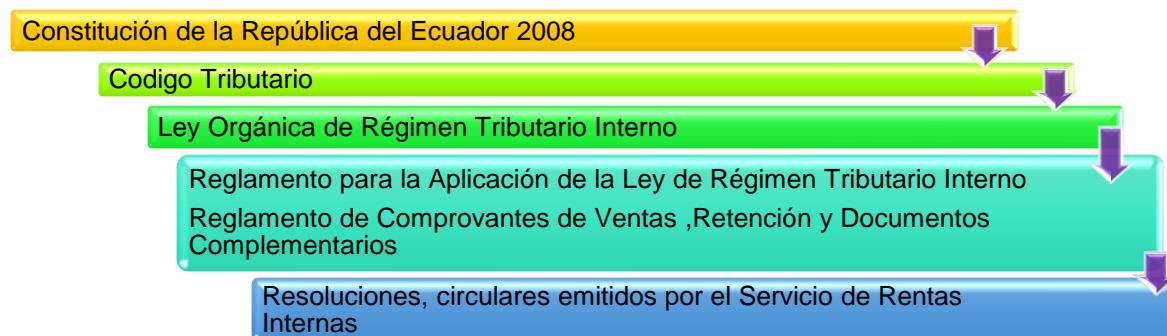 Constitución de la República del Ecuador 2008
Codigo Tributario
Ley Orgánica de Régimen Tributario Interno
Reglamento para la Aplicación de la Ley de Régimen Tributario Interno
Reglamento de Comprovantes de Ventas ,Retención y Documentos
Complementarios
Resoluciones, circulares emitidos por el Servicio de Rentas
Internas